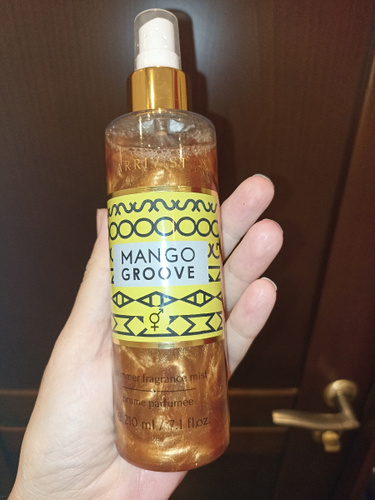 MANGO
GROOVE
fragrance mist
brume parfumée
210 ml / 7.1 fl.oz.